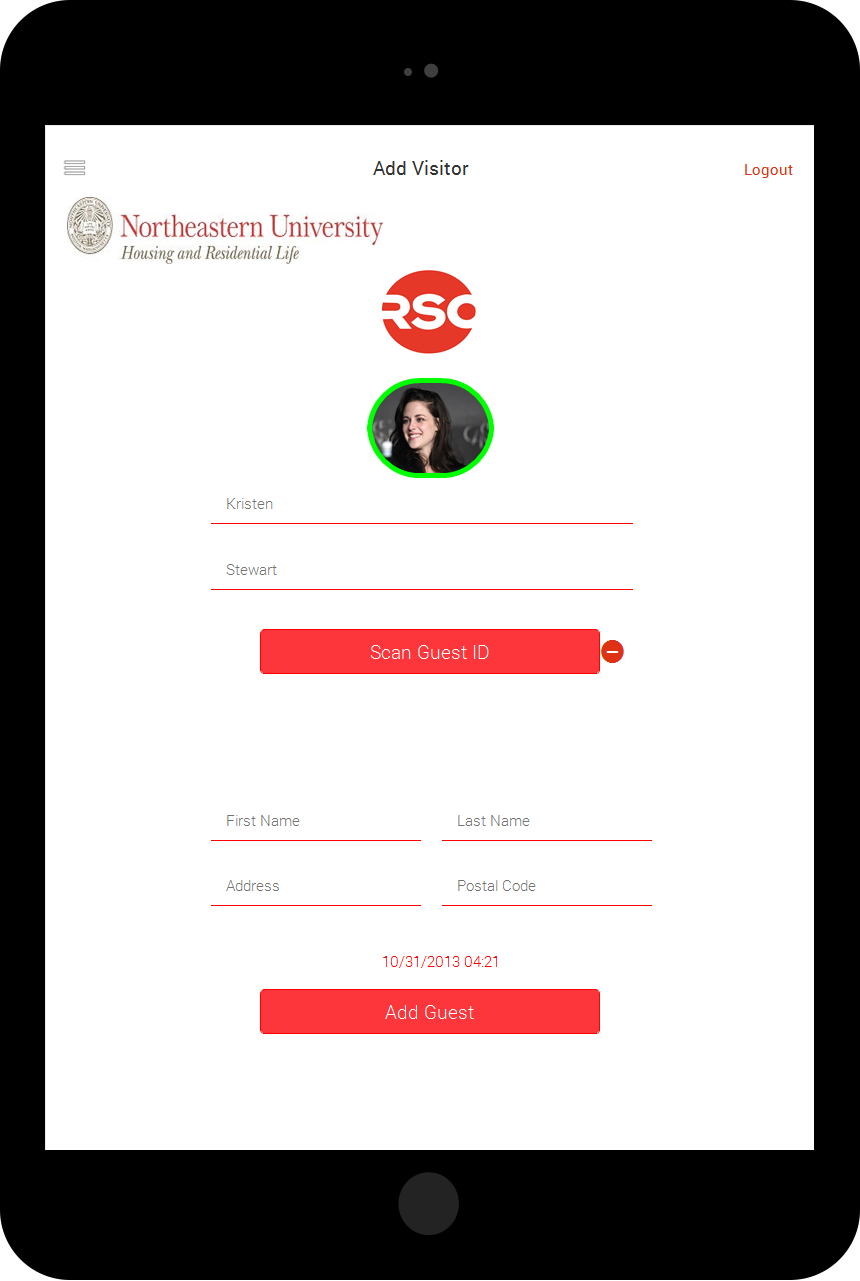 Add Visitor
Logout
Northeastern University
Housing and Residential Life
RSO
Kristen
Stewart
Scan Guest ID
First Name
Last Name
Address
Postal Code
10/31/2013 04:21
Add Guest